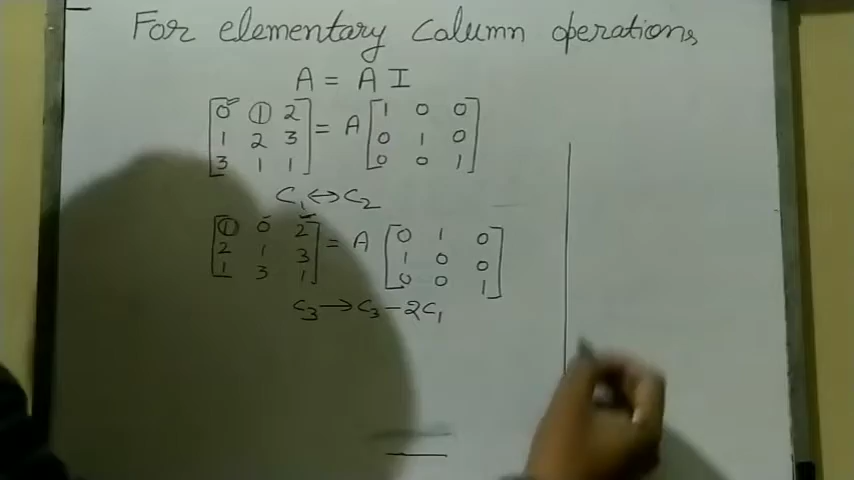 For elementary column operations
A = A I
[0 1 2] = A [1 0 0]
[1 2 3] [0 1 0]
[3 1 1] [0 0 1]
C1 ↔ C2
[1 0 2] = A [0 1 0]
[2 1 3] [1 0 0]
[1 3 1] [0 0 1]
C3 → C3 - 2C1